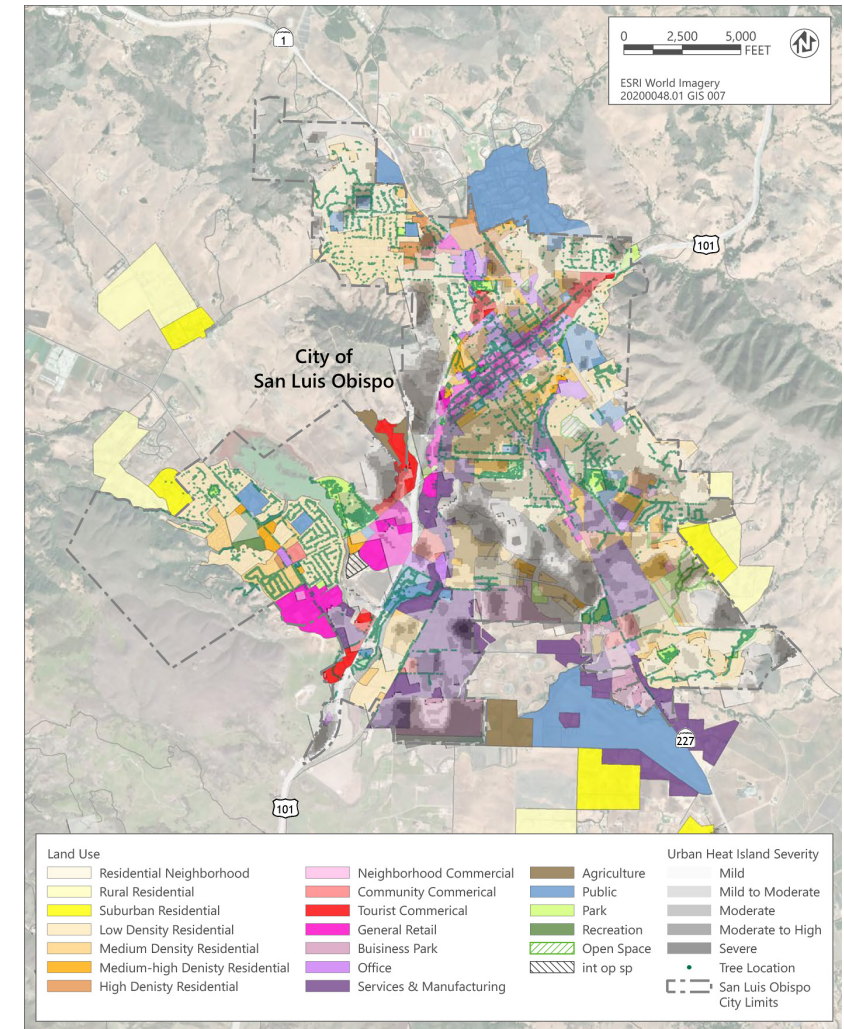 1
0 2,500 5,000
FEET
ESRI World Imagery
20200048.01 GIS 007
101
City of
San Luis Obispo
227
101
Land Use
Residential Neighborhood
Rural Residential
Suburban Residential
Low Density Residential
Medium Density Residential
Medium-high Denisty Residential
High Denisty Residential
Neighborhood Commercial
Community Commerical
Tourist Commerical
General Retail
Buisiness Park
Office
Services & Manufacturing
Agriculture
Public
Park
Recreation
Open Space
int op sp
Urban Heat Island Severity
Mild
Mild to Moderate
Moderate
Moderate to High
Severe
Tree Location
San Luis Obispo
City Limits